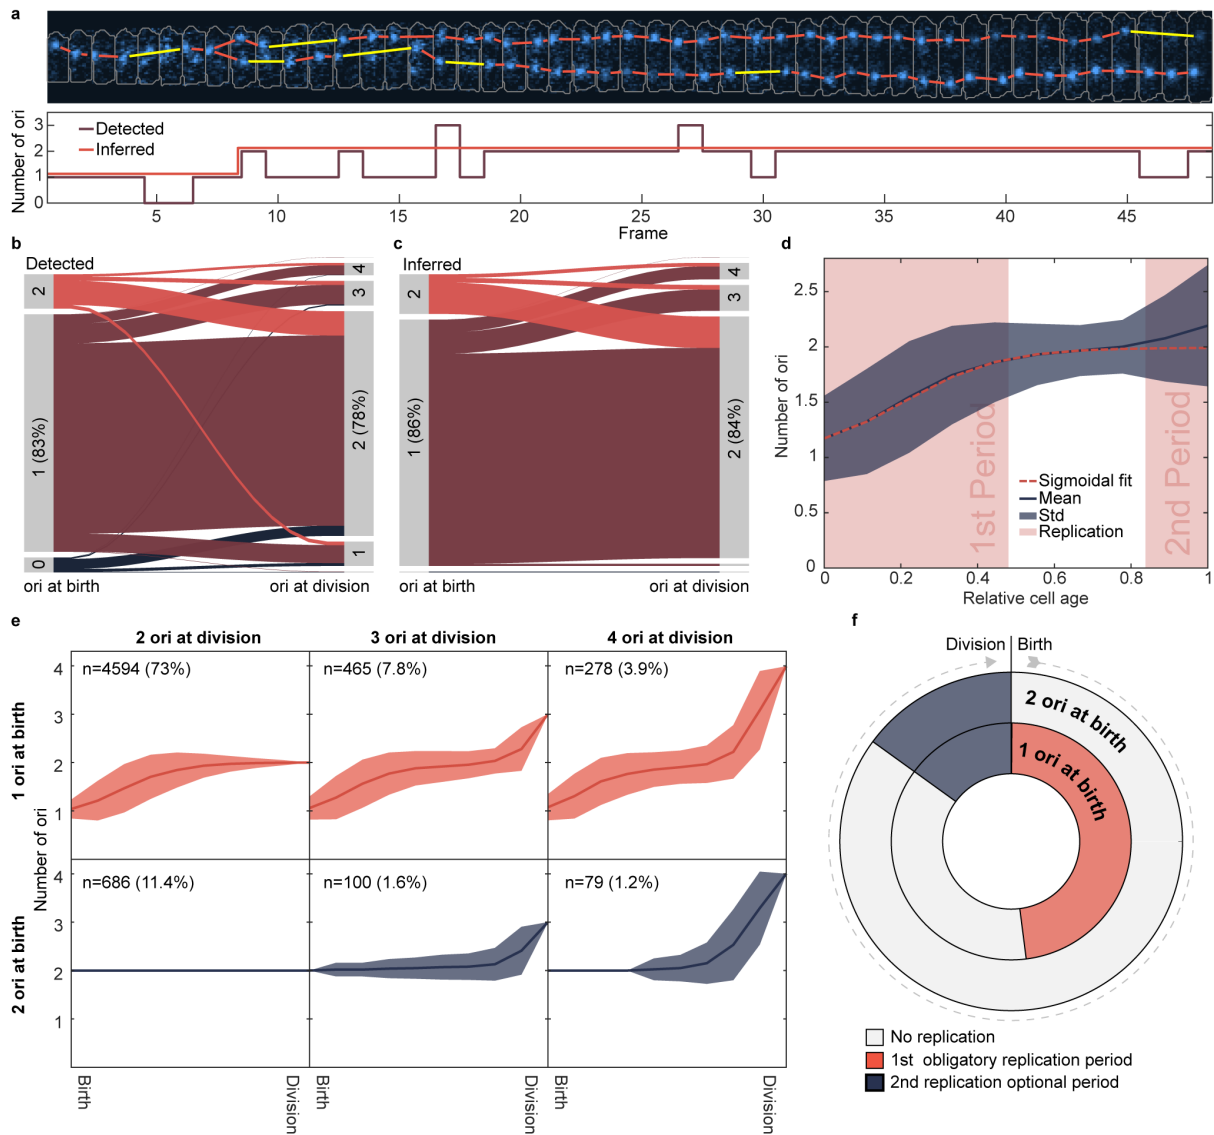 a
Number of ori
3
2
1
0
Detected
Inferred
5
10
15
20
25
30
35
40
45
Frame
b
Detected
2
1 (83%)
0
4
3
2 (78%)
1
ori at birth
ori at division
c
Inferred
2
1 (86%)
4
3
2 (84%)
ori at birth
ori at division
d
Number of ori
2.5
2
1.5
1
0.5
0
1st Period
2nd Period
Sigmoidal fit
Mean
Std
Replication
0
0.2
0.4
0.6
0.8
1
Relative cell age
e
2 ori at division
3 ori at division
4 ori at division
1 ori at birth
2 ori at birth
Number of ori
4
3
2
1
n=4594 (73%)
n=465 (7.8%)
n=278 (3.9%)
4
3
2
1
n=686 (11.4%)
n=100 (1.6%)
n=79 (1.2%)
Birth
Division
Birth
Division
Birth
Division
f
Division
Birth
2 ori at birth
1 ori at birth
No replication
1st obligatory replication period
2nd replication optional period